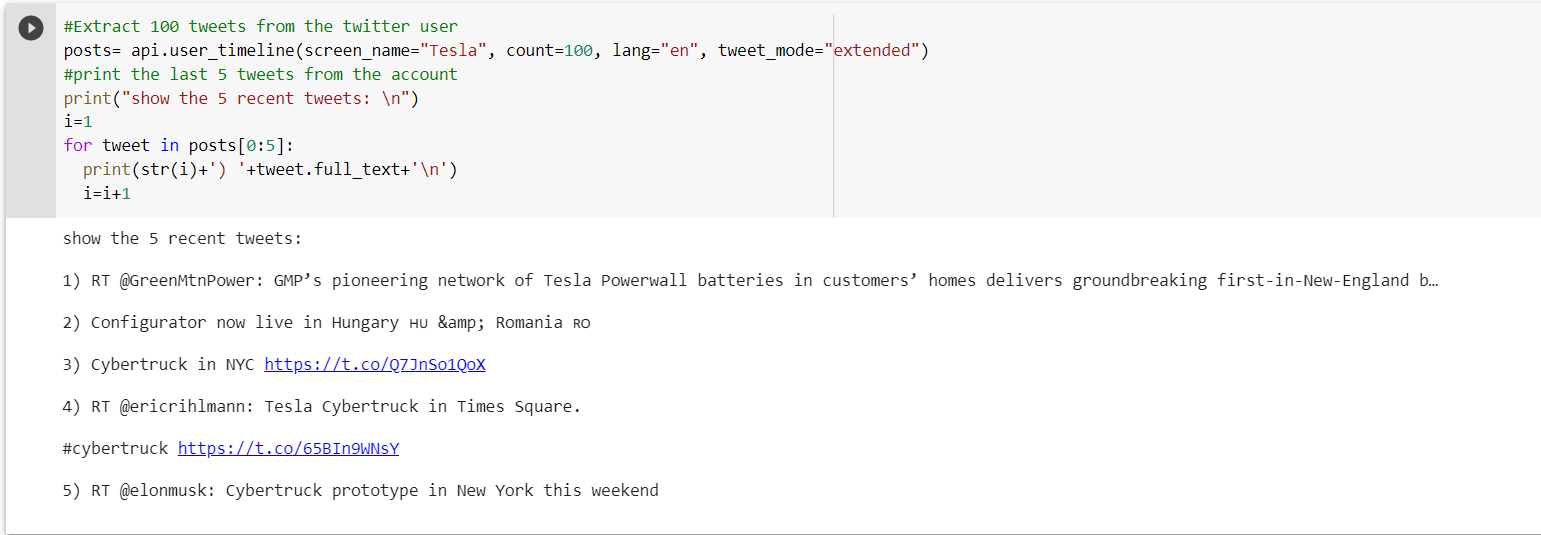 #Extract 100 tweets from the twitter user
posts= api.user_timeline(screen_name="Tesla", count=100, lang="en", tweet_mode="extended")
#print the last 5 tweets from the account
print("show the 5 recent tweets: \n")
i=1
for tweet in posts[0:5]:
  print(str(i)+') '+tweet.full_text+'\n')
  i=i+1
show the 5 recent tweets:
1) RT @GreenMtnPower: GMP’s pioneering network of Tesla Powerwall batteries in customers’ homes delivers groundbreaking first-in-New-England b…
2) Configurator now live in Hungary 🇭🇺 &amp; Romania 🇷🇴
3) Cybertruck in NYC https://t.co/Q7JnSo1QoX
4) RT @ericrihlmann: Tesla Cybertruck in Times Square.
#cybertruck https://t.co/65BIn9WNsY
5) RT @elonmusk: Cybertruck prototype in New York this weekend